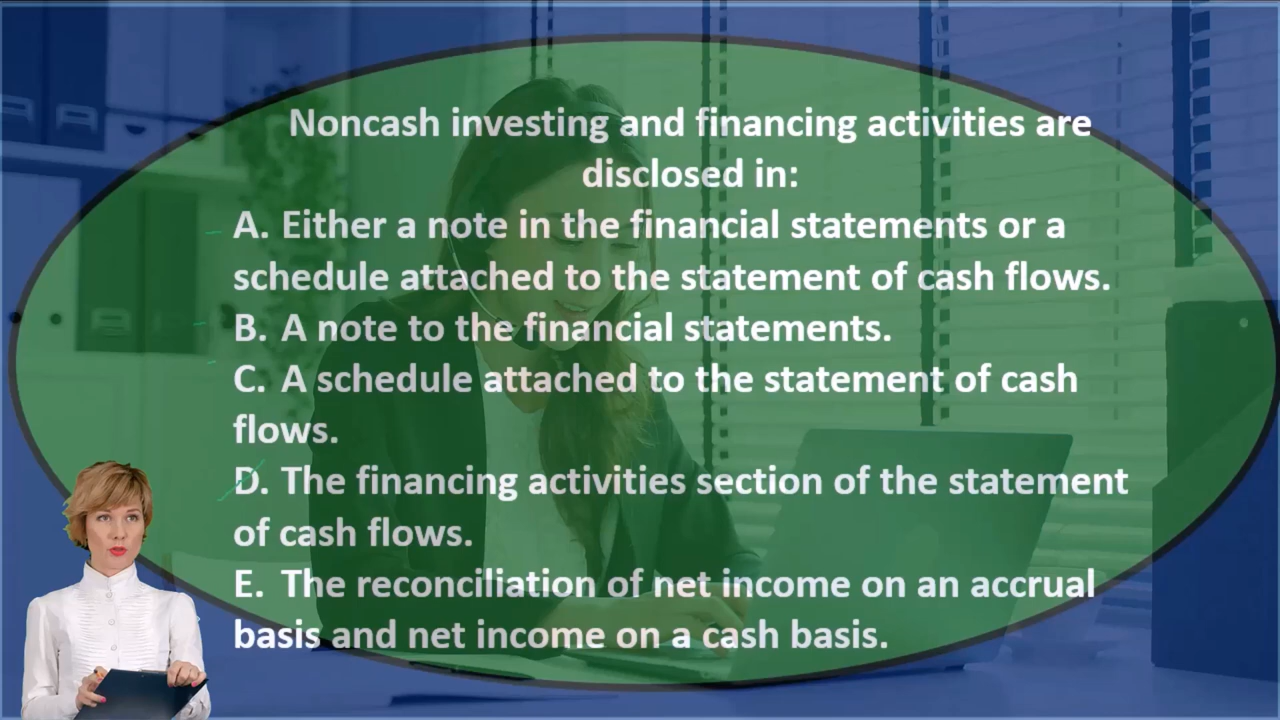 Noncash investing and financing activities are
disclosed in:
A. Either a note in the financial statements or a
schedule attached to the statement of cash flows.
B. A note to the financial statements.
C. A schedule attached to the statement of cash
flows.
D. The financing activities section of the statement
of cash flows.
E. The reconciliation of net income on an accrual
basis and net income on a cash basis.